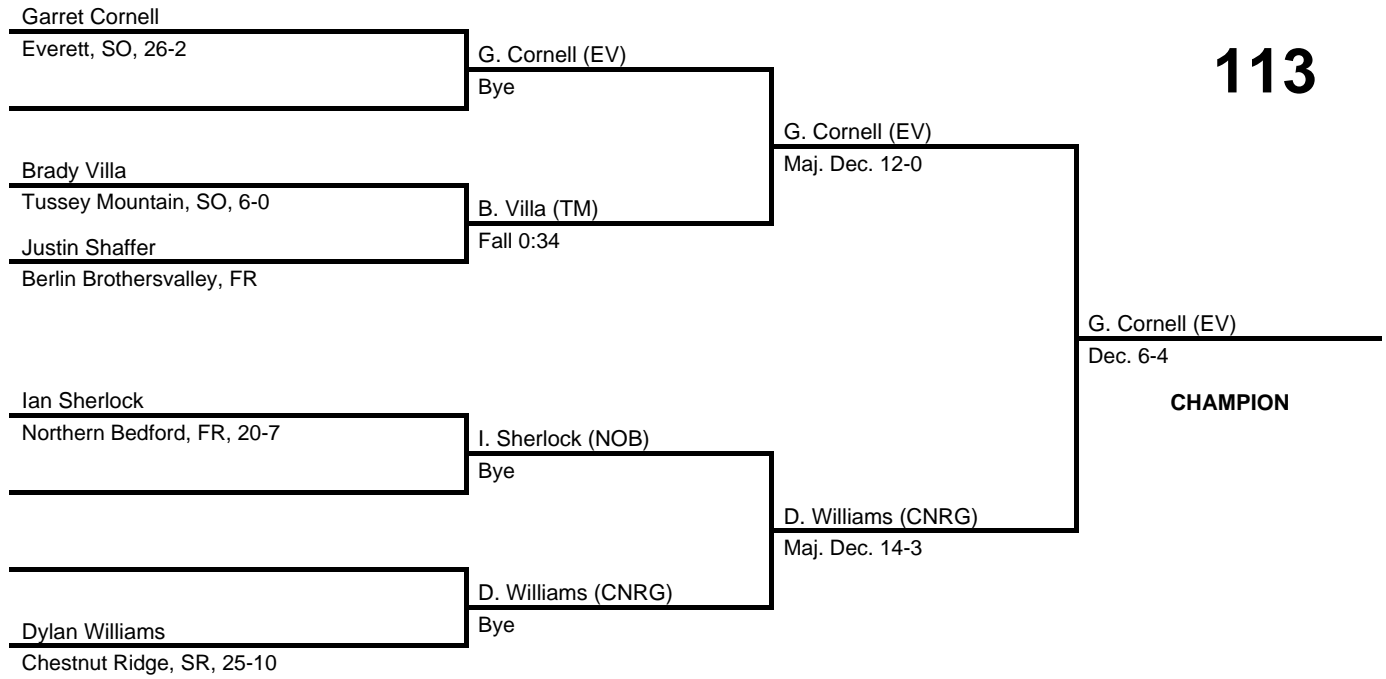 Garret Cornell
Everett, SO, 26-2
G. Cornell (EV)
Bye
113
G. Cornell (EV)
Maj. Dec. 12-0
Brady Villa
Tussey Mountain, SO, 6-0
B. Villa (TM)
Fall 0:34
Justin Shaffer
Berlin Brothersvalley, FR
G. Cornell (EV)
Dec. 6-4
CHAMPION
Ian Sherlock
Northern Bedford, FR, 20-7
I. Sherlock (NOB)
Bye
D. Williams (CNRG)
Maj. Dec. 14-3
D. Williams (CNRG)
Bye
Dylan Williams
Chestnut Ridge, SR, 25-10